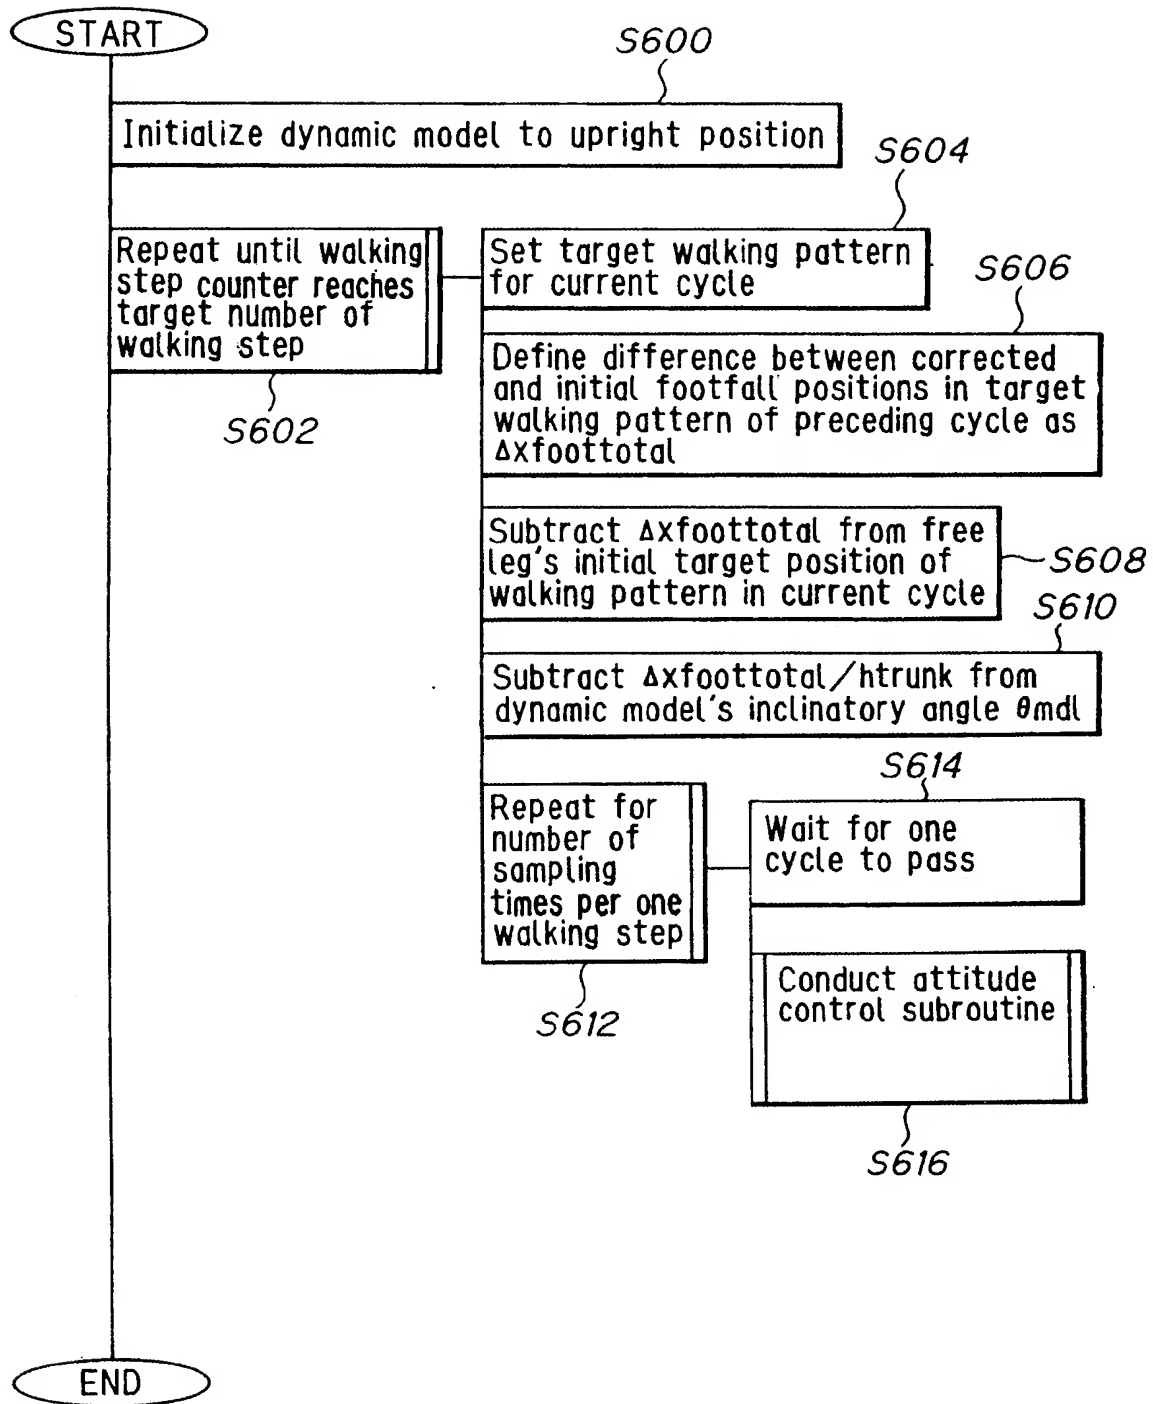 START
S600
Initialize dynamic model to upright position
S604
Repeat until walking
step counter reaches
target number of
walking step
S602
Set target walking pattern
for current cycle
S606
Define difference between corrected
and initial footfall positions in target
walking pattern of preceding cycle as
Δxfoottotal
Subtract Δxfoottotal from free
leg's initial target position of
walking pattern in current cycle
S608
S610
Subtract Δxfoottotal/htrunk from
dynamic model's inclinatory angle θmdl
S614
Repeat for
number of
sampling
times per one
walking step
S612
Wait for one
cycle to pass
Conduct attitude
control subroutine
S616
END